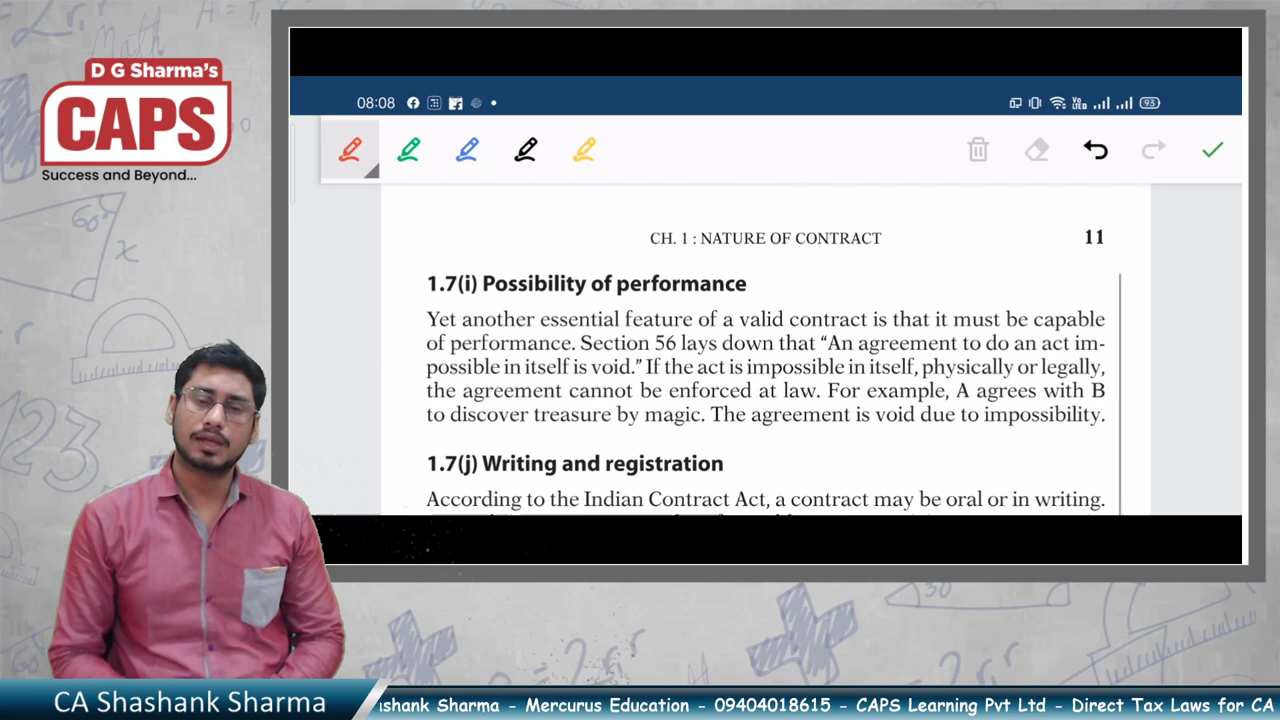 D G Sharma's
CAPS
Success and Beyond...
08:08
93
CH. 1 : NATURE OF CONTRACT
11
1.7(i) Possibility of performance
Yet another essential feature of a valid contract is that it must be capable
of performance. Section 56 lays down that “An agreement to do an act im-
possible in itself is void.” If the act is impossible in itself, physically or legally,
the agreement cannot be enforced at law. For example, A agrees with B
to discover treasure by magic. The agreement is void due to impossibility.
1.7(j) Writing and registration
According to the Indian Contract Act, a contract may be oral or in writing.
CA Shashank Sharma
shank Sharma - Mercurus Education - 09404018615 - CAPS Learning Pvt Ltd - Direct Tax Laws for CA